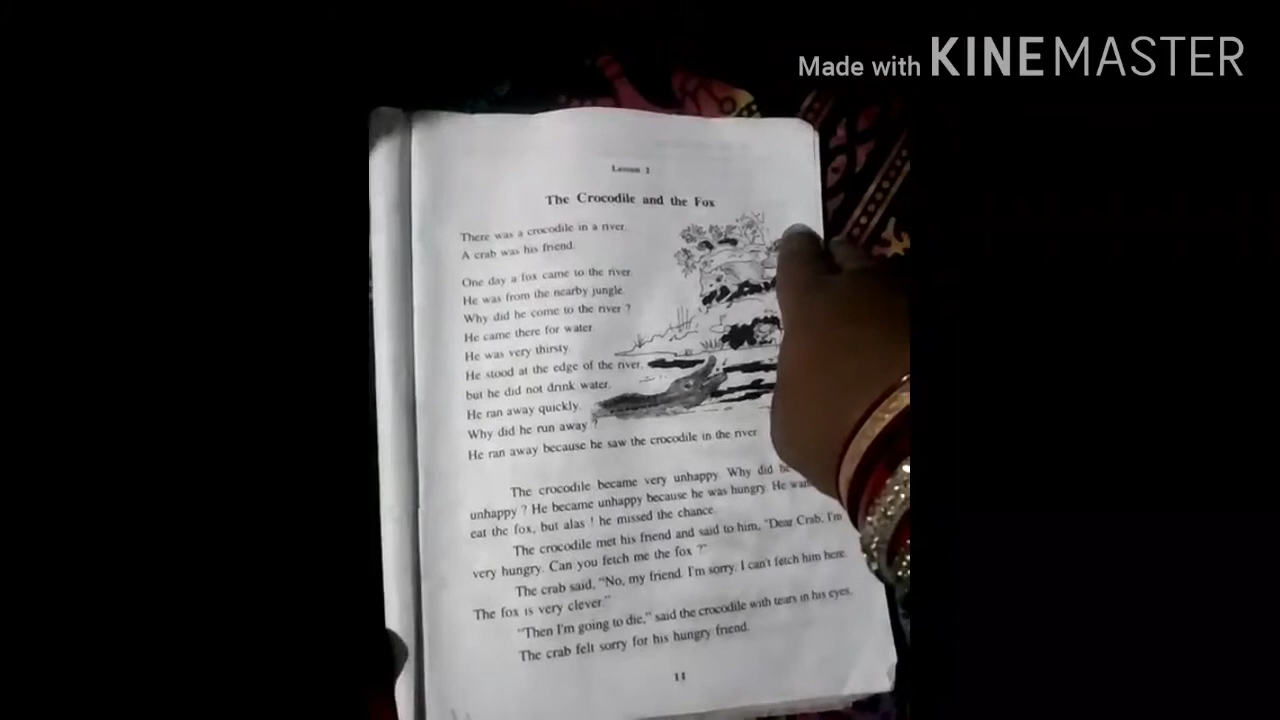 Made with KINEMASTER
Lesson 2
The Crocodile and the Fox
There was a crocodile in a river.
A crab was his friend.
One day a fox came to the river.
He was from the nearby jungle.
Why did he come to the river ?
He came there for water.
He was very thirsty.
He stood at the edge of the river,
but he did not drink water.
He ran away quickly.
Why did he run away ?
He ran away because he saw the crocodile in the river.
The crocodile became very unhappy. Why did
unhappy ? He became unhappy because he was hungry. He
eat the fox, but alas ! he missed the chance.
The crocodile met his friend and said to him, "Dear Crab, I'm
very hungry. Can you fetch me the fox ?"
The crab said, "No, my friend. I'm sorry. I can't fetch him here.
The fox is very clever."
"Then I'm going to die," said the crocodile with tears in his eyes.
The crab felt sorry for his hungry friend.
11